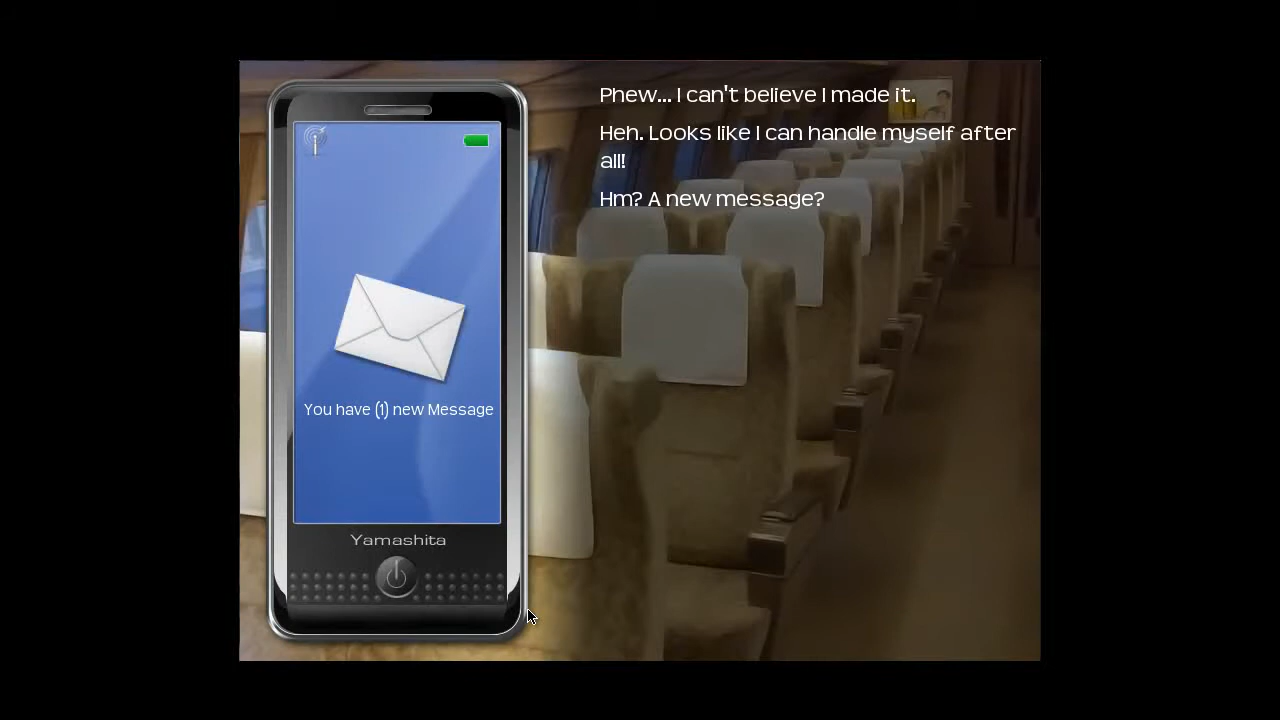 Phew... I can't believe I made it.
Heh. Looks like I can handle myself after
all!
Hm? A new message?
You have (1) new Message
Yamashita